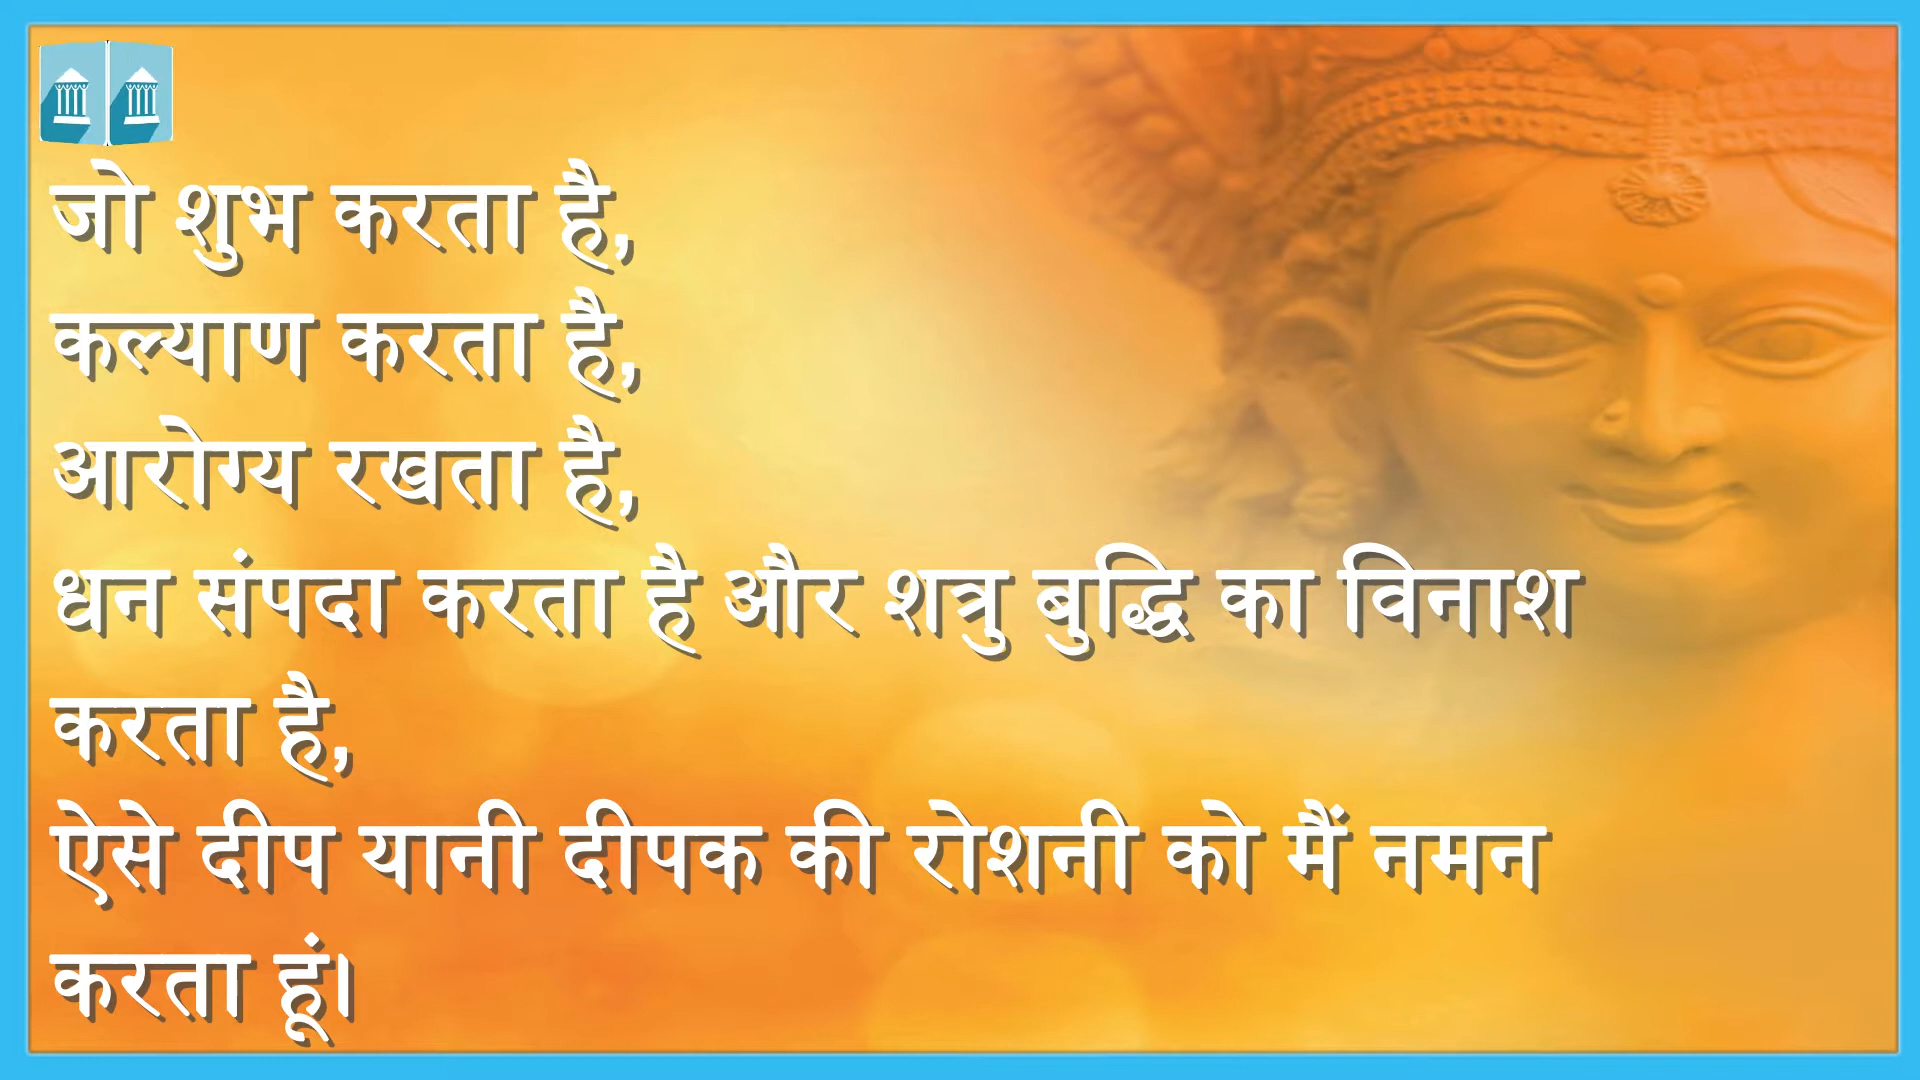 जो शुभ करता है,
कल्याण करता है,
आरोग्य रखता है,
धन संपदा करता है और शत्रु बुद्धि का विनाश
करता है,
ऐसे दीप यानी दीपक की रोशनी को मैं नमन
करता हूं।